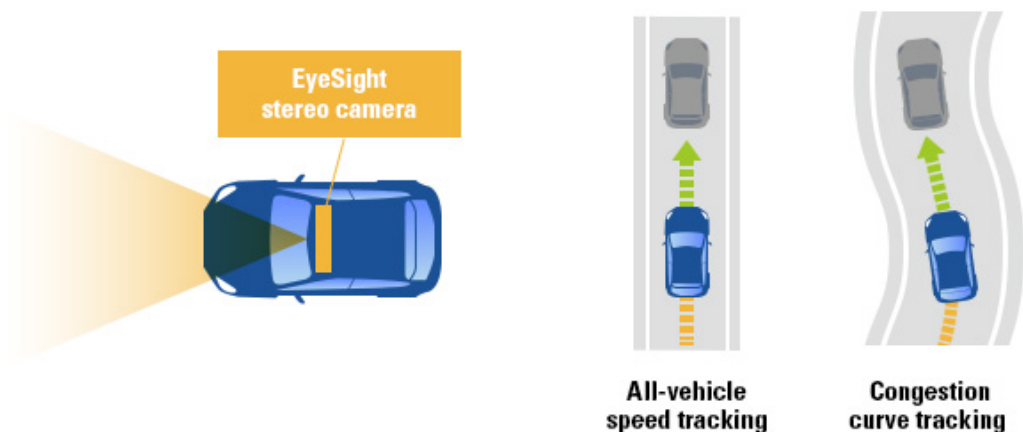 EyeSight
stereo camera
All-vehicle
speed tracking
Congestion
curve tracking